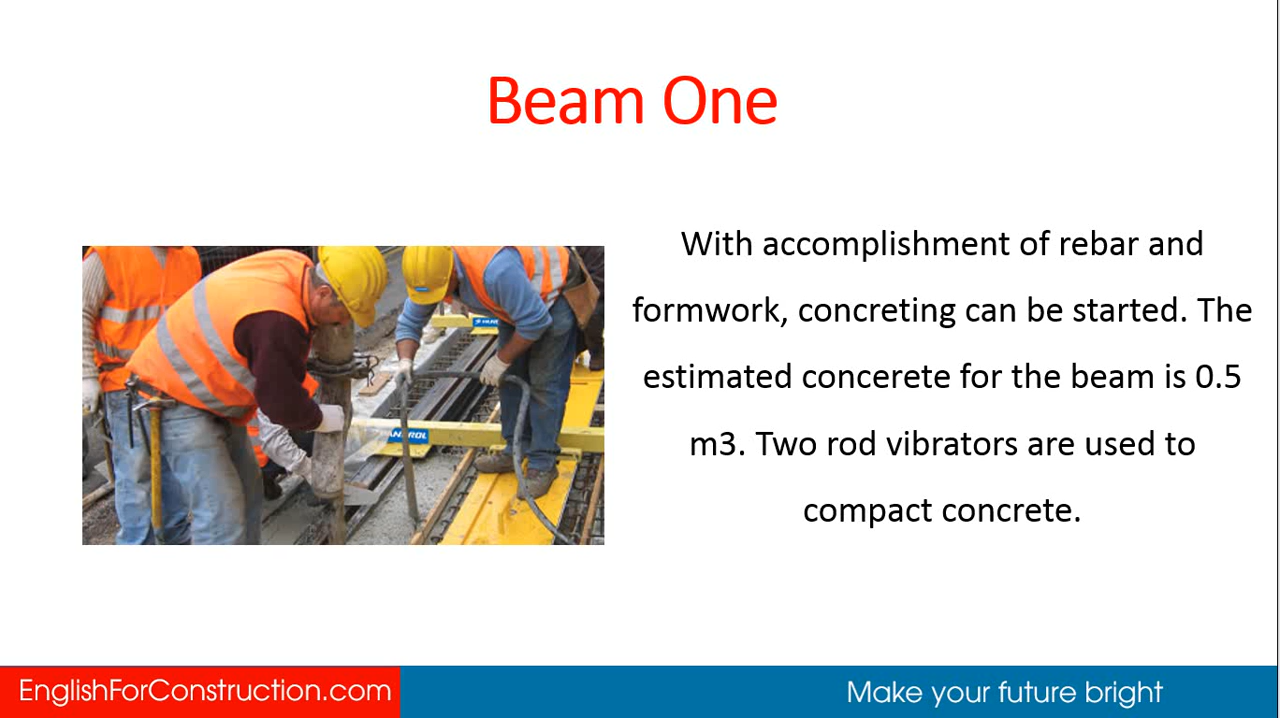 Beam One
With accomplishment of rebar and
formwork, concreting can be started. The
estimated concerete for the beam is 0.5
m3. Two rod vibrators are used to
compact concrete.
EnglishForConstruction.com
Make your future bright